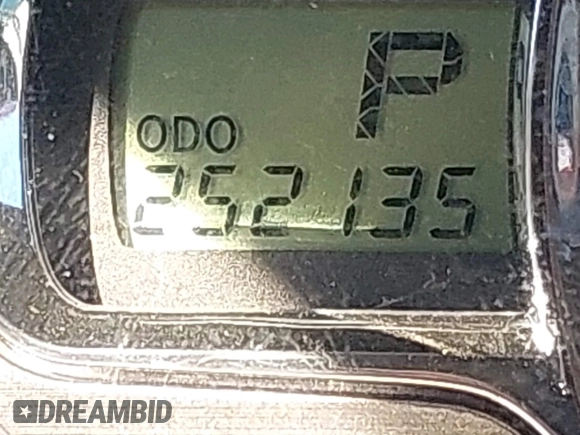 P
ODO
252135
DREAMBID